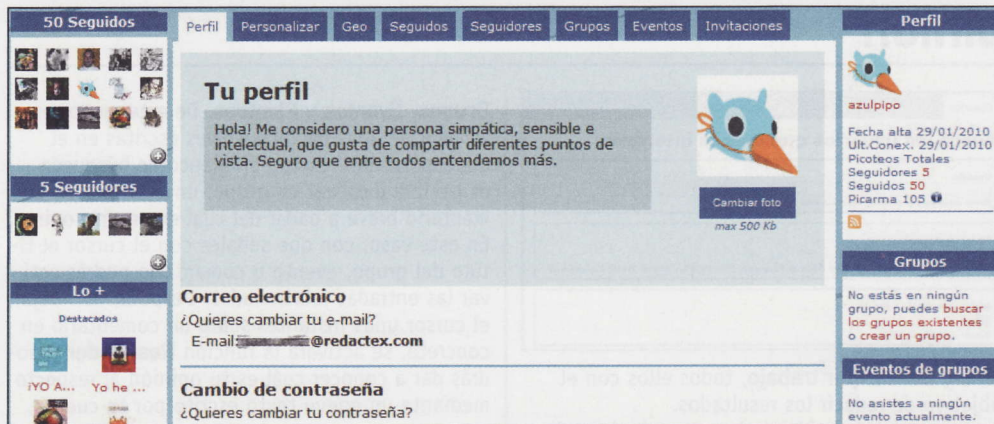 50 Seguidos
5 Seguidores
Lo +
Destacados
¡YO ...
Ya he ...
Perfil Personalizar Geo Seguidos Seguidores Grupos Eventos Invitaciones
Tu perfil
Hola! Me considero una persona simpática, sensible e
intelectual, que gusta de compartir diferentes puntos de
vista. Seguro que entre todos entendemos más.
Cambiar foto
max 500 Kb
Correo electrónico
¿Quieres cambiar tu e-mail?
E-mail @redactex.com
Cambiar contraseña
¿Quieres cambiar tu contraseña?
Perfil
azulpipo
Fecha alta 29/01/2010
Ult.Conex. 29/01/2010
Picoteos Totales
Seguidores 5
Seguidos 50
Picarma 105
Grupos
No estás en ningún
grupo, puedes buscar
los grupos existentes
o crear un grupo.
Eventos de grupos
No asistes a ningún
evento actualmente.